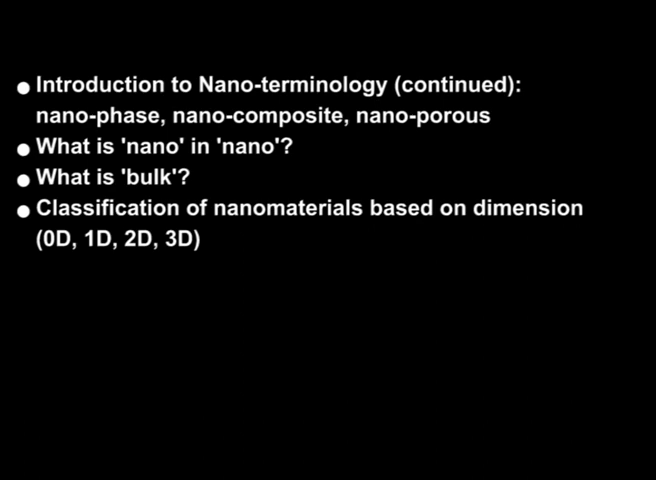 ● Introduction to Nano-terminology (continued):
nano-phase, nano-composite, nano-porous
● What is 'nano' in 'nano'?
● What is 'bulk'?
● Classification of nanomaterials based on dimension
(0D, 1D, 2D, 3D)